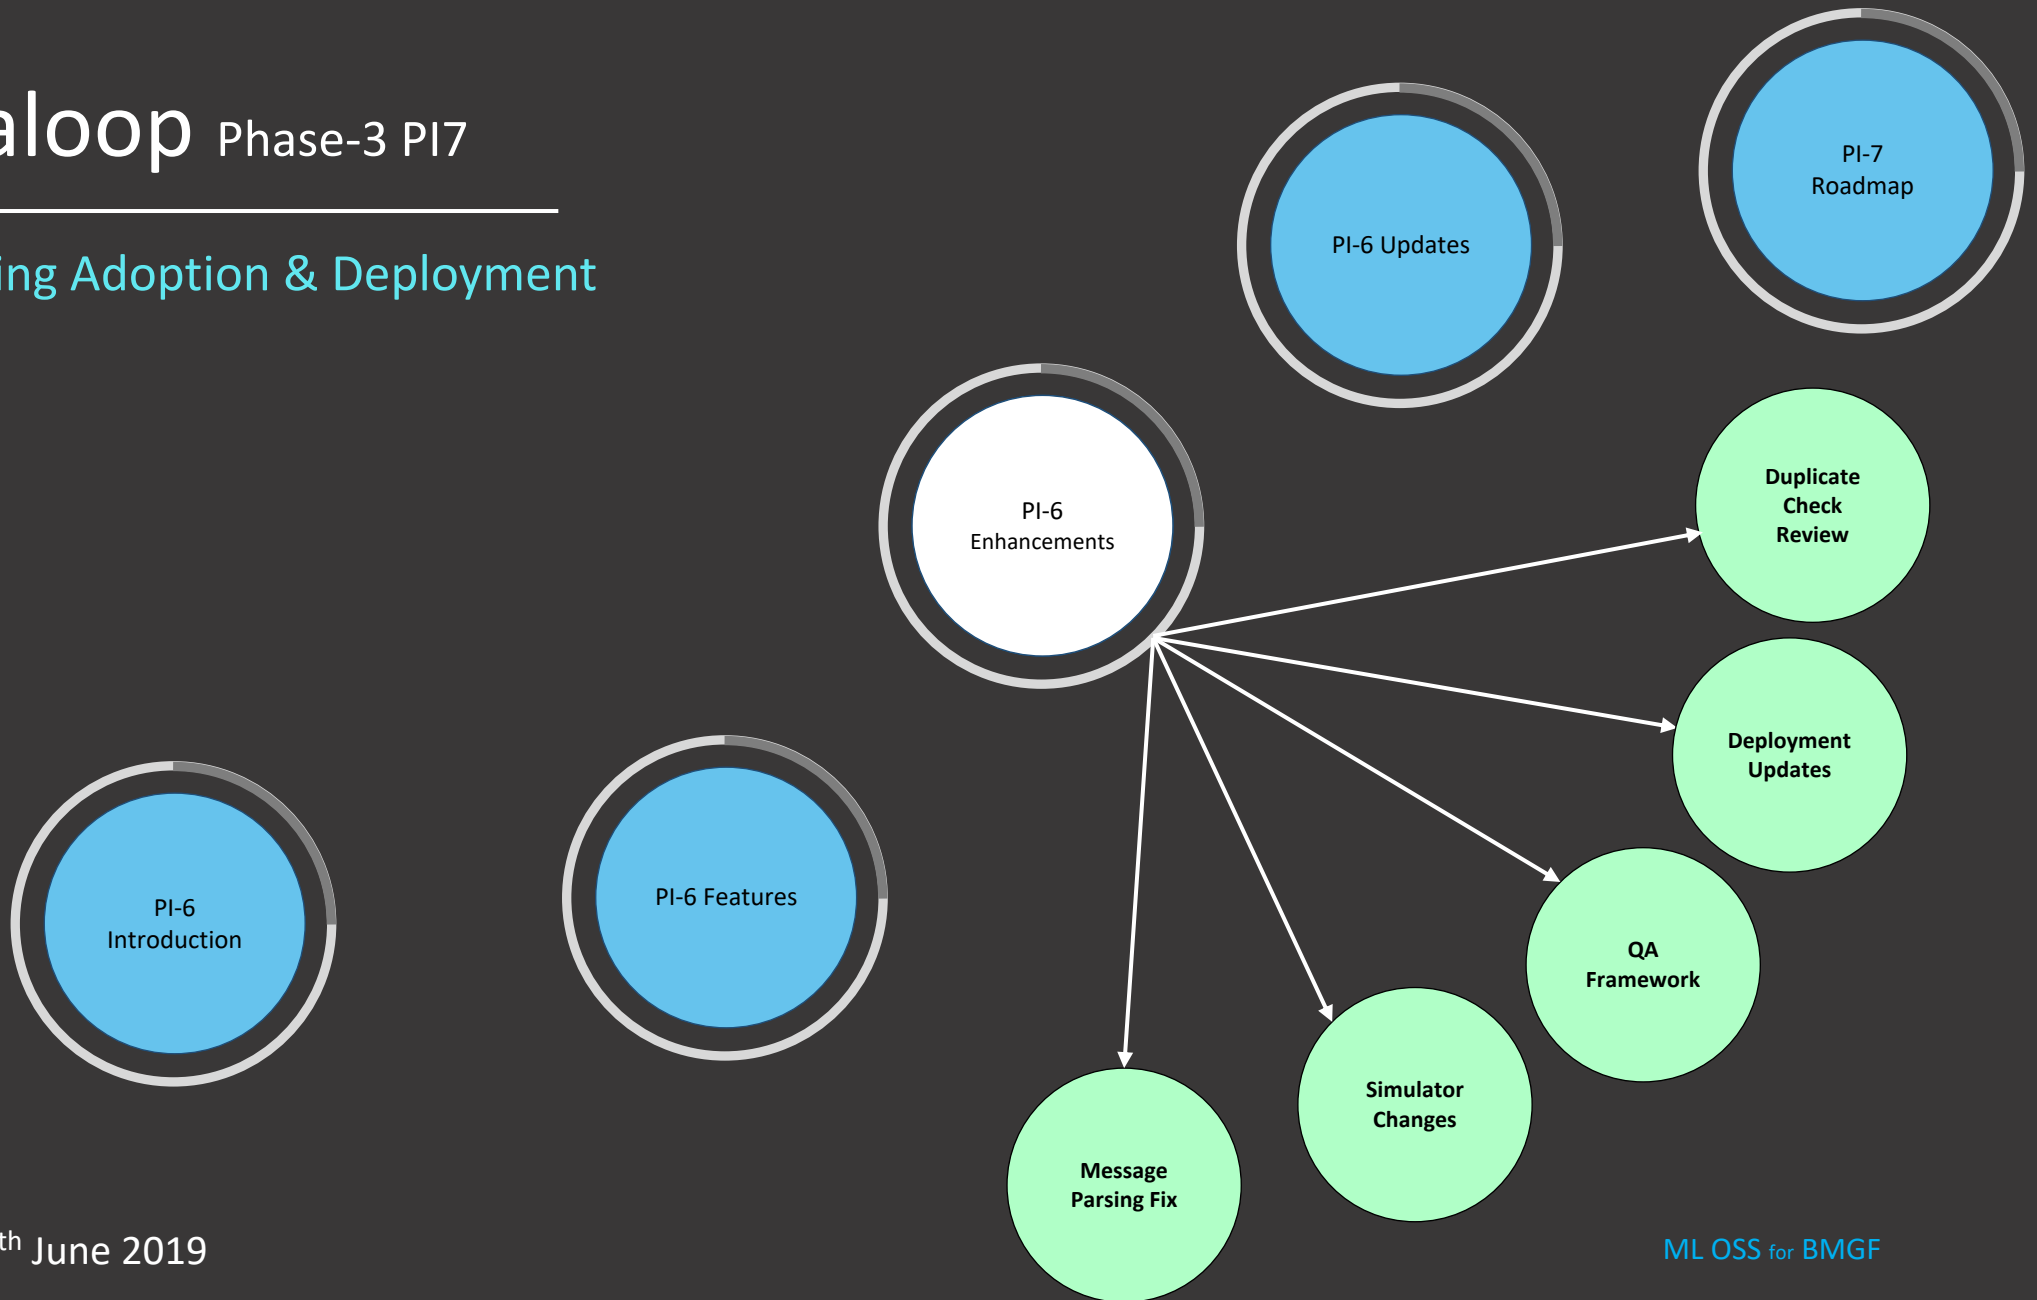 aloop Phase-3 PI7
ing Adoption & Deployment
PI-7
Roadmap
PI-6 Updates
PI-6
Enhancements
Duplicate
Check
Review
Deployment
Updates
QA
Framework
Simulator
Changes
Message
Parsing Fix
PI-6
Introduction
PI-6 Features
th June 2019
ML OSS for BMGF